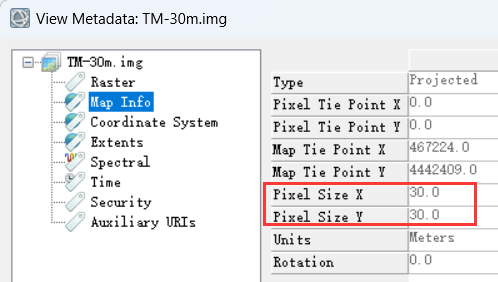 View Metadata: TM-30m.img
TM-30m.img
Raster
Map Info
Coordinate System
Extents
Spectral
Time
Security
Auxiliary URIs
Type Projected
Pixel Tie Point X 0.0
Pixel Tie Point Y 0.0
Map Tie Point X 467224.0
Map Tie Point Y 4442409.0
Pixel Size X 30.0
Pixel Size Y 30.0
Units Meters
Rotation 0.0